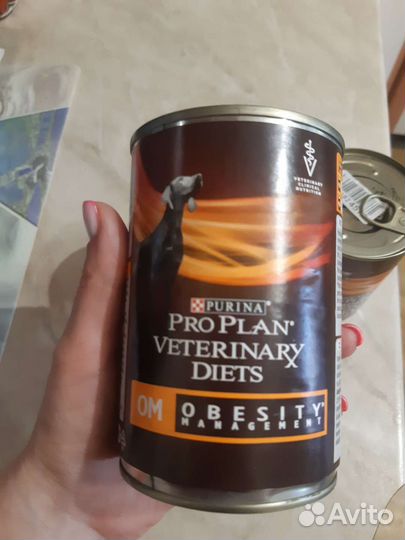 VETERINARY
CLINICAL
NUTRITION
PURINA
PRO PLAN
VETERINARY
DIETS
OM OBESITY
MANAGEMENT
Avito